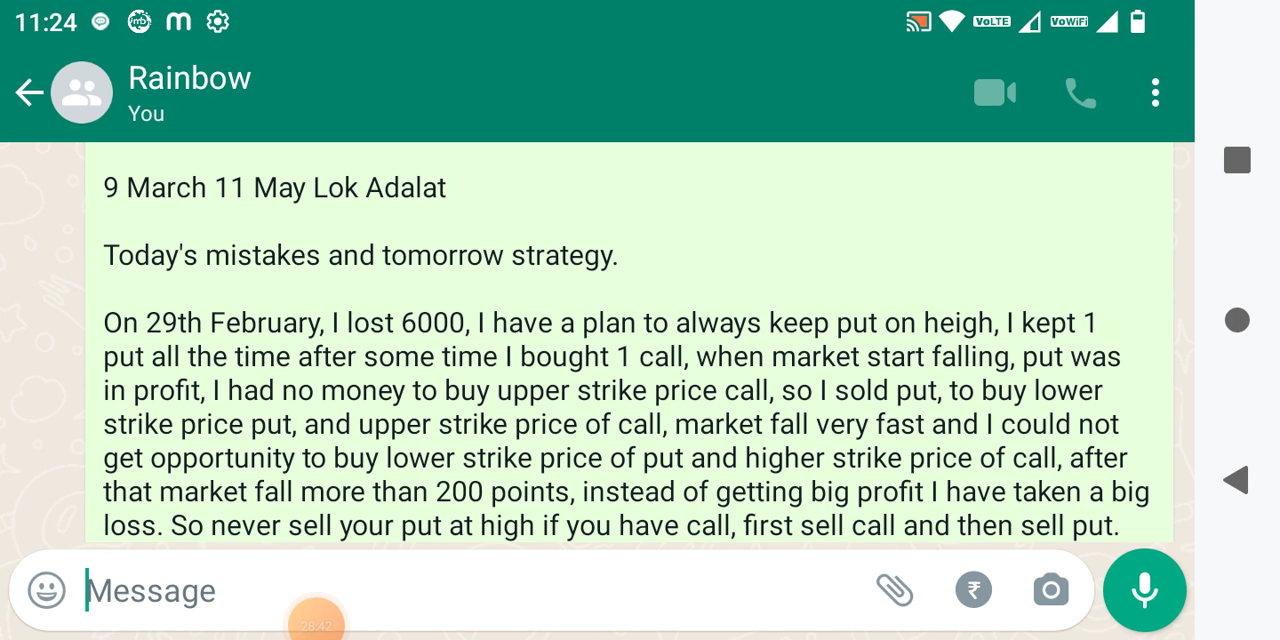 11:24
VoLTE VoWiFi
Rainbow
You
9 March 11 May Lok Adalat
Today's mistakes and tomorrow strategy.
On 29th February, I lost 6000, I have a plan to always keep put on heigh, I kept 1
put all the time after some time I bought 1 call, when market start falling, put was
in profit, I had no money to buy upper strike price call, so I sold put, to buy lower
strike price put, and upper strike price of call, market fall very fast and I could not
get opportunity to buy lower strike price of put and higher strike price of call, after
that market fall more than 200 points, instead of getting big profit I have taken a big
loss. So never sell your put at high if you have call, first sell call and then sell put.
Message
₹
28:42